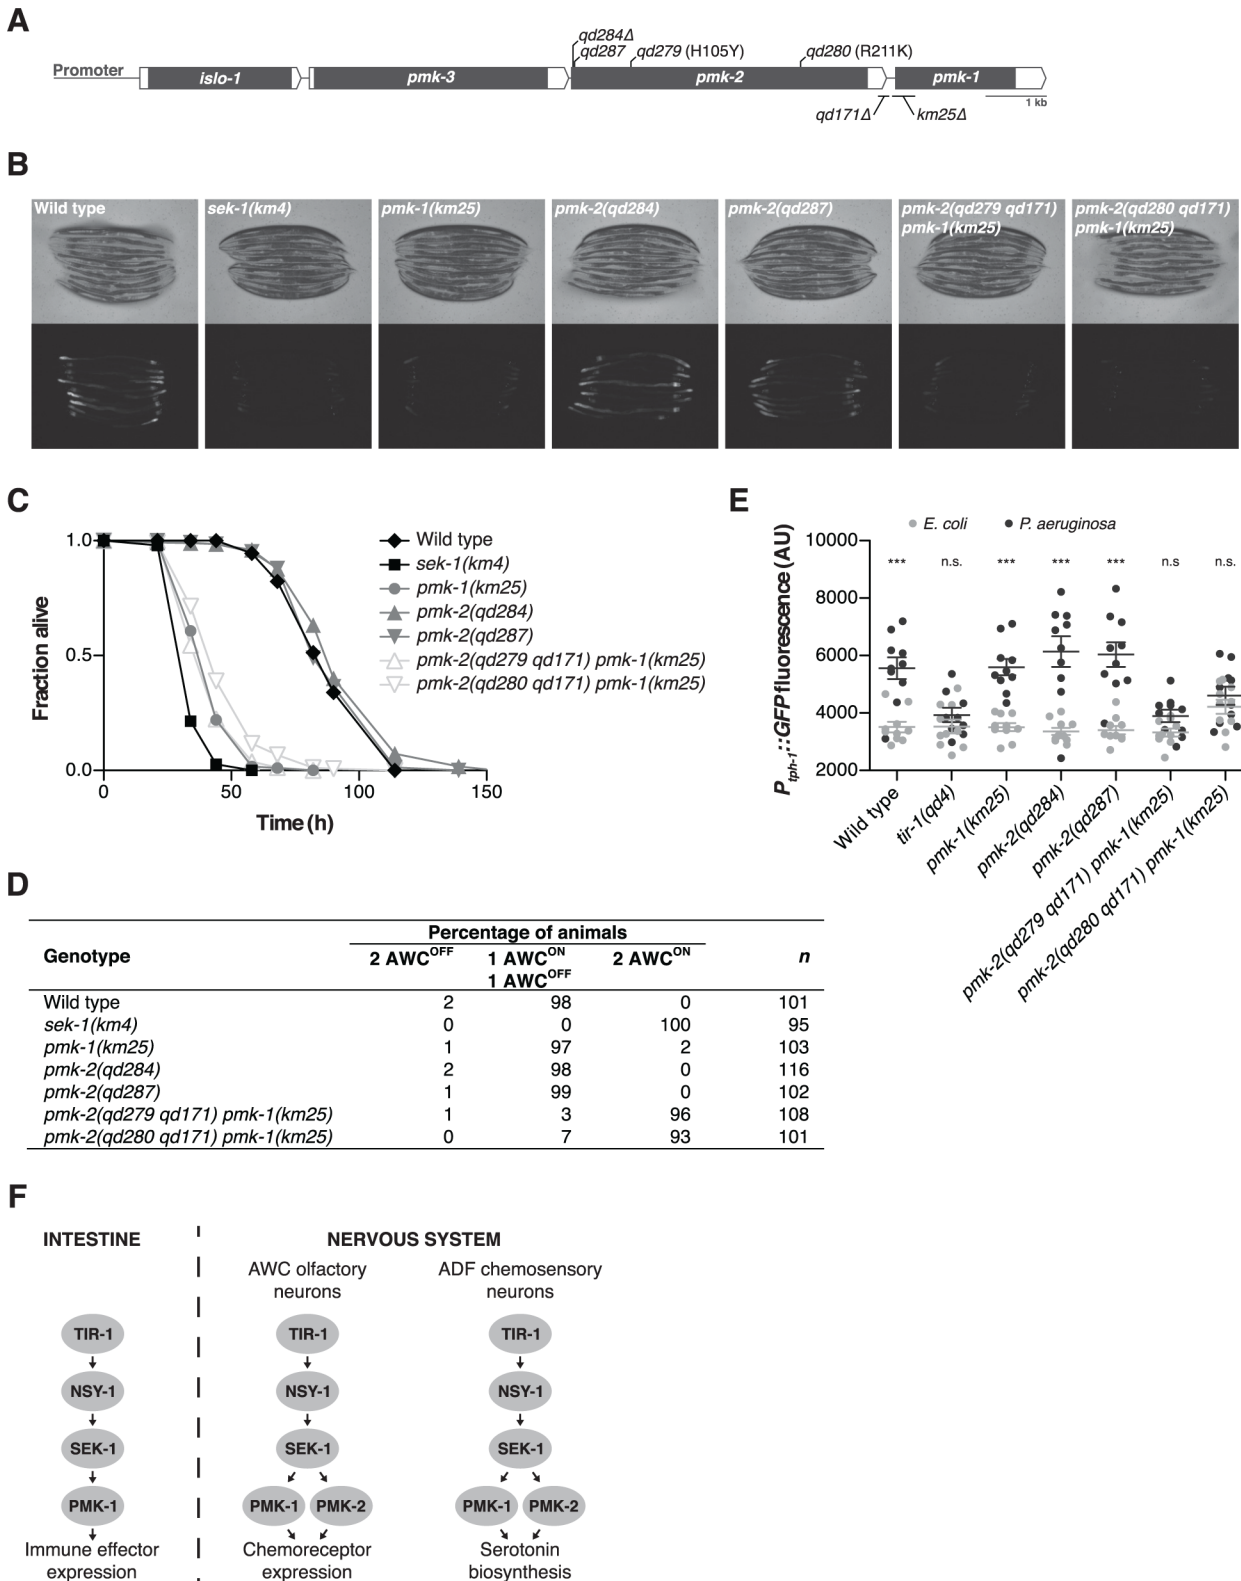 A
Promoter
islo-1
pmk-3
pmk-2
pmk-1
qd284Δ
qd287
qd279 (H105Y)
qd280 (R211K)
qd171Δ
km25Δ
1 kb
B
Wild type
sek-1(km4)
pmk-1(km25)
pmk-2(qd284)
pmk-2(qd287)
pmk-2(qd279 qd171)
pmk-1(km25)
pmk-2(qd280 qd171)
pmk-1(km25)
C
Fraction alive
1.0
0.5
0.0
0
50
100
150
Time (h)
Wild type
sek-1(km4)
pmk-1(km25)
pmk-2(qd284)
pmk-2(qd287)
pmk-2(qd279 qd171) pmk-1(km25)
pmk-2(qd280 qd171) pmk-1(km25)
E
Ptph-1::GFP fluorescence (AU)
E. coli
P. aeruginosa
10000
8000
6000
4000
2000
***
n.s.
***
***
***
n.s
n.s.
Wild type
tir-1(qd4)
pmk-1(km25)
pmk-2(qd284)
pmk-2(qd287)
pmk-2(qd279 qd171) pmk-1(km25)
pmk-2(qd280 qd171) pmk-1(km25)
D
Percentage of animals
Genotype 2 AWCOFF 1 AWCON 2 AWCON n
1 AWCOFF
Wild type 2 98 0 101
sek-1(km4) 0 0 100 95
pmk-1(km25) 1 97 2 103
pmk-2(qd284) 2 98 0 116
pmk-2(qd287) 1 99 0 102
pmk-2(qd279 qd171) pmk-1(km25) 1 3 96 108
pmk-2(qd280 qd171) pmk-1(km25) 0 7 93 101
F
INTESTINE
NERVOUS SYSTEM
AWC olfactory
neurons
ADF chemosensory
neurons
TIR-1 TIR-1 TIR-1
NSY-1 NSY-1 NSY-1
SEK-1 SEK-1 SEK-1
PMK-1 PMK-1 PMK-2 PMK-1 PMK-2
Immune effector
expression
Chemoreceptor
expression
Serotonin
biosynthesis